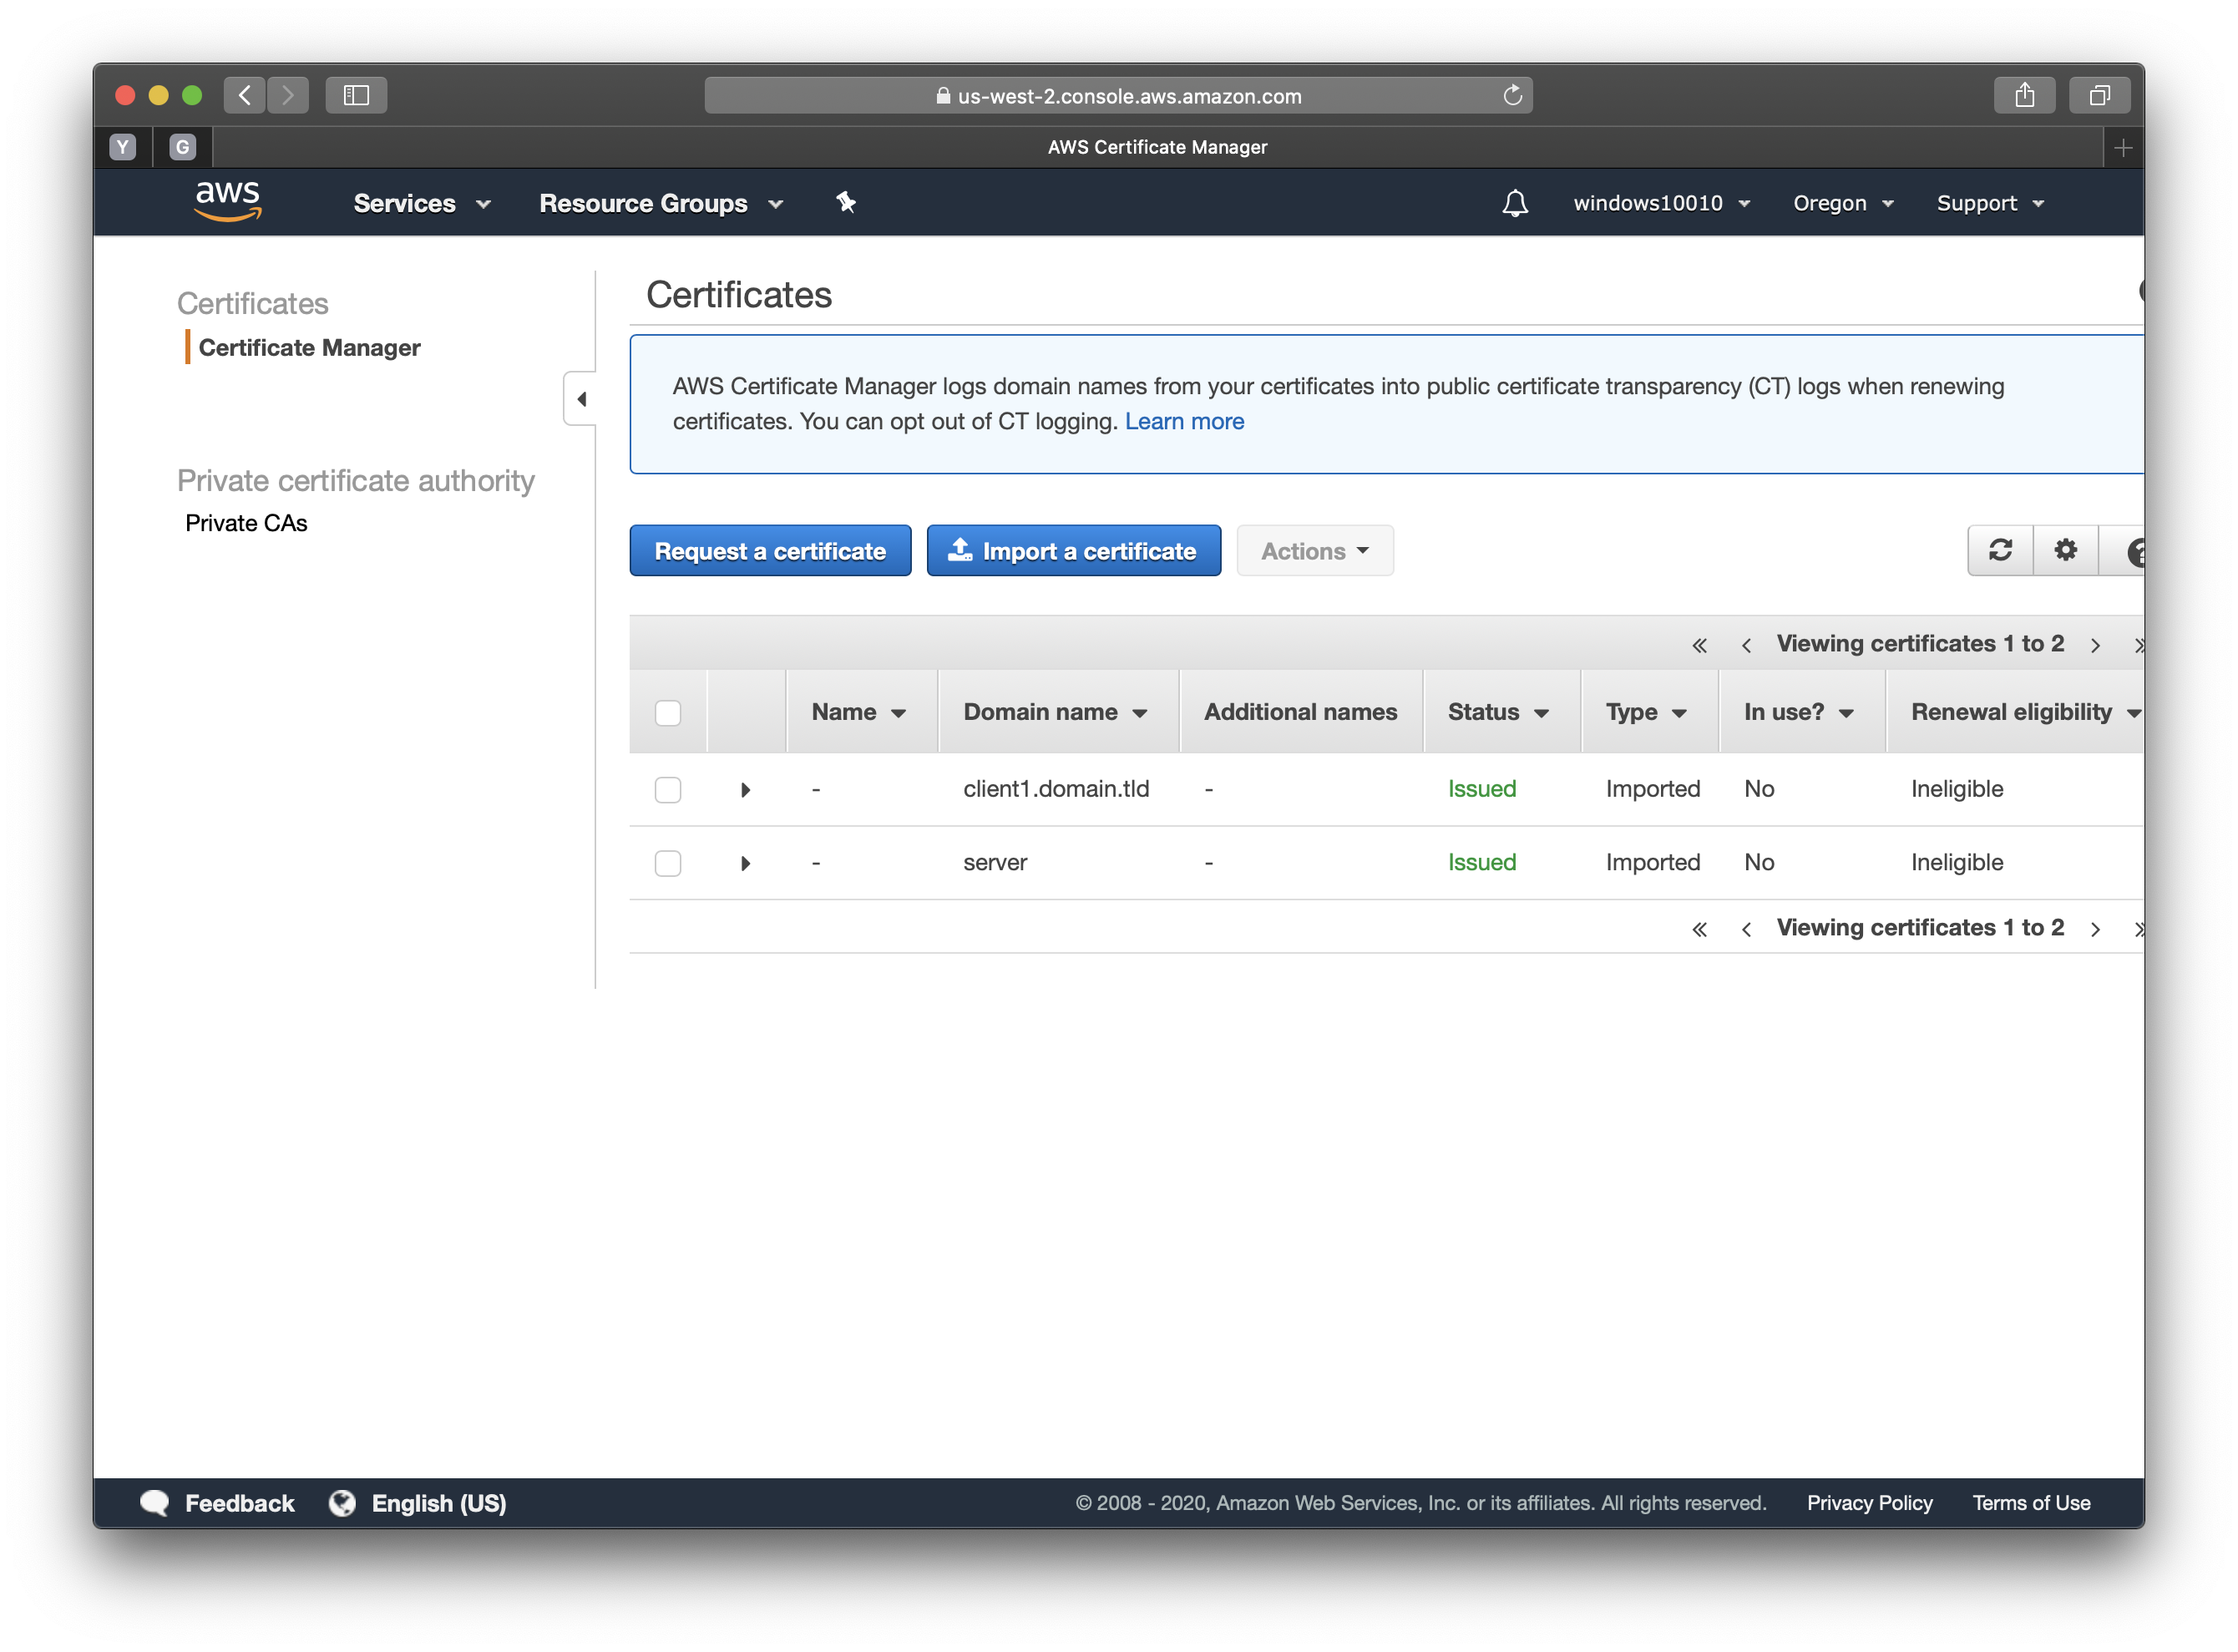 us-west-2.console.aws.amazon.com
Y
G
AWS Certificate Manager
aws
Services
Resource Groups
windows10010
Oregon
Support
Certificates
Certificate Manager
Private certificate authority
Private CAs
Certificates
AWS Certificate Manager logs domain names from your certificates into public certificate transparency (CT) logs when renewing
certificates. You can opt out of CT logging. Learn more
Request a certificate
Import a certificate
Actions
« ‹ Viewing certificates 1 to 2 › »
Name Domain name Additional names Status Type In use? Renewal eligibility
- client1.domain.tld - Issued Imported No Ineligible
- server - Issued Imported No Ineligible
« ‹ Viewing certificates 1 to 2 › »
Feedback
English (US)
© 2008 - 2020, Amazon Web Services, Inc. or its affiliates. All rights reserved.
Privacy Policy
Terms of Use